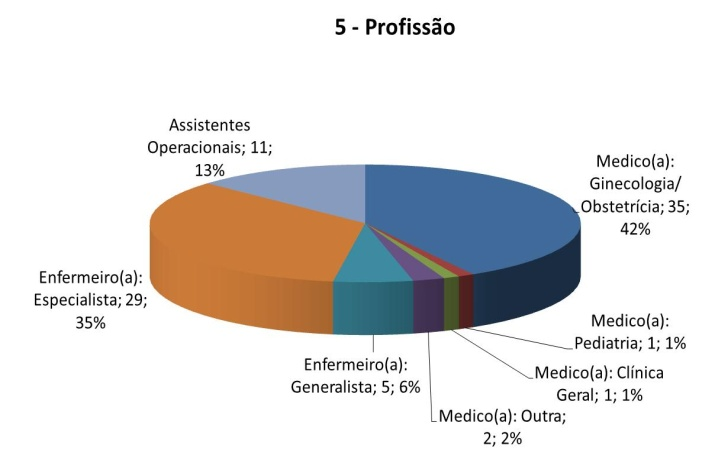 5 - Profissão
Assistentes
Operacionais; 11;
13%
Medico(a):
Ginecologia/
Obstetrícia; 35;
42%
Enfermeiro(a):
Especialista; 29;
35%
Medico(a):
Pediatria; 1; 1%
Enfermeiro(a):
Generalista; 5; 6%
Medico(a): Clínica
Geral; 1; 1%
Medico(a): Outra;
2; 2%